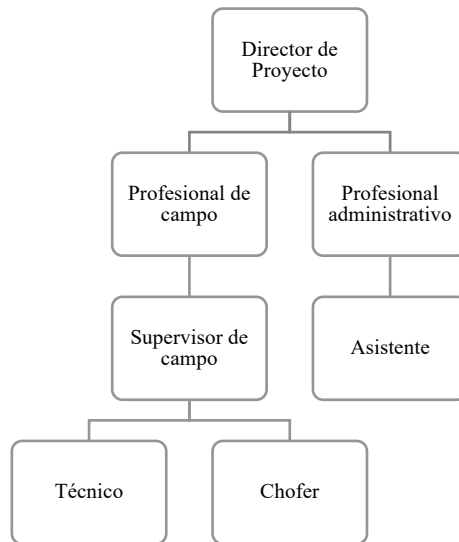 Director de
Proyecto
Profesional de
campo
Profesional
administrativo
Supervisor de
campo
Asistente
Técnico
Chofer